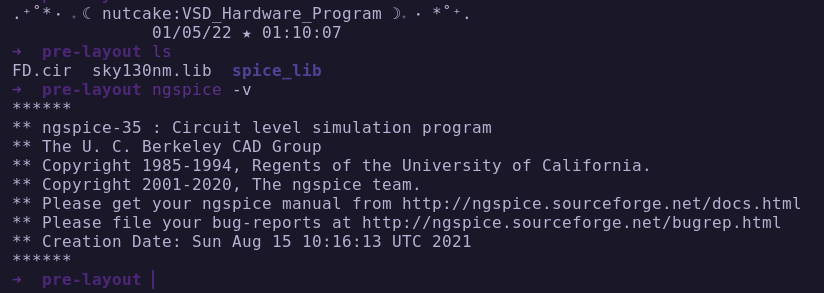 .⁺˚*･ ｡☾ nutcake:VSD_Hardware_Program ☽｡･ *˚⁺.
01/05/22 ★ 01:10:07
→ pre-layout ls
FD.cir sky130nm.lib spice_lib
→ pre-layout ngspice -v
******
** ngspice-35 : Circuit level simulation program
** The U. C. Berkeley CAD Group
** Copyright 1985-1994, Regents of the University of California.
** Copyright 2001-2020, The ngspice team.
** Please get your ngspice manual from http://ngspice.sourceforge.net/docs.html
** Please file your bug-reports at http://ngspice.sourceforge.net/bugrep.html
** Creation Date: Sun Aug 15 10:16:13 UTC 2021
******
→ pre-layout